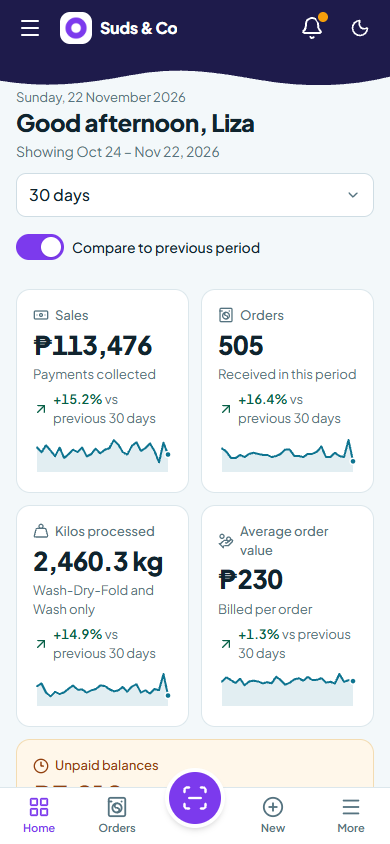 Suds & Co
Sunday, 22 November 2026
Good afternoon, Liza
Showing Oct 24 – Nov 22, 2026
30 days
Compare to previous period
Sales
₱113,476
Payments collected
+15.2% vs
previous 30 days
Orders
505
Received in this period
+16.4% vs
previous 30 days
Kilos processed
2,460.3 kg
Wash-Dry-Fold and
Wash only
+14.9% vs
previous 30 days
Average order
value
₱230
Billed per order
+1.3% vs previous
30 days
Unpaid balances
Home
Orders
New
More